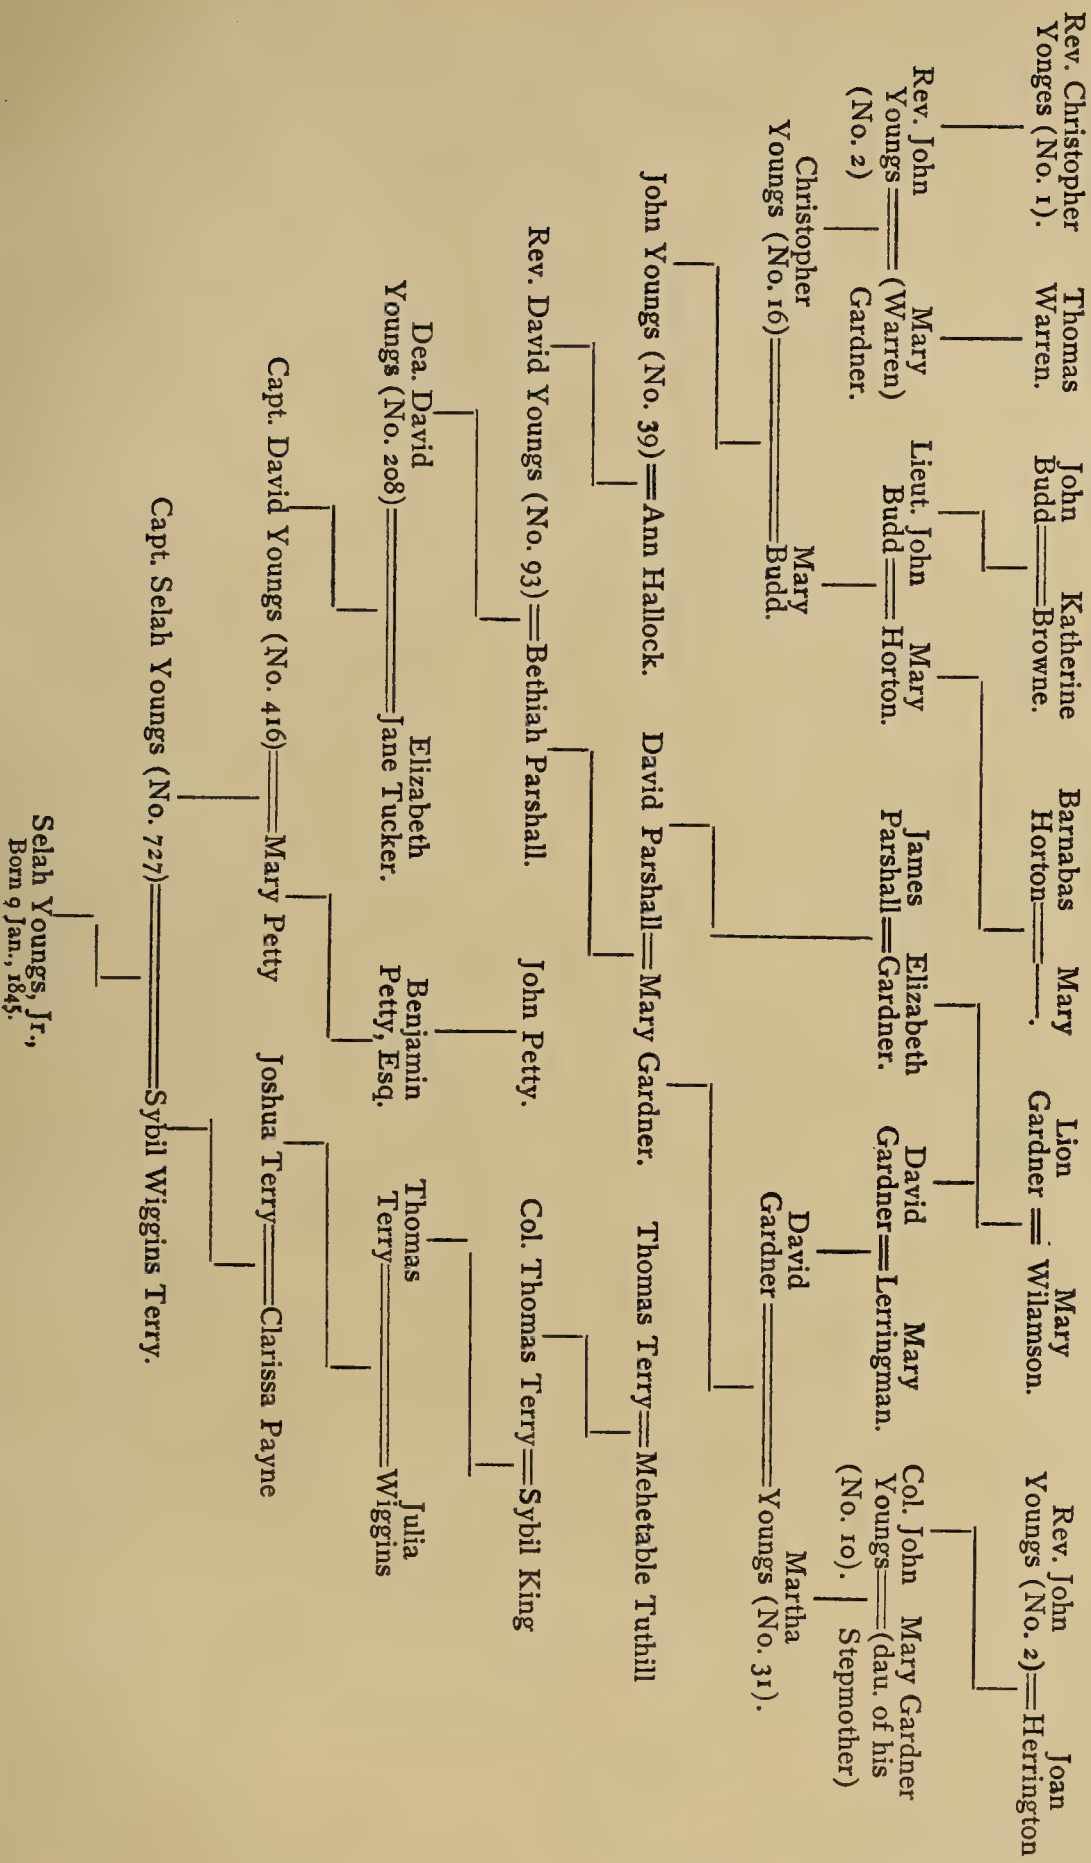 Rev. Christopher
Yonges (No. 1).
Thomas
Warren.
John
Budd
Katherine
Browne.
Barnabas
Horton
Mary
——.
Lion
Gardner
Mary
Wilamson.
Rev. John
Youngs (No. 2)
Joan
Herrington
Rev. John
Youngs
(No. 2)
Mary
(Warren)
Gardner.
Lieut. John
Budd
Mary
Horton.
James
Parshall
Elizabeth
Gardner.
David
Gardner
Mary
Lerringman.
Col. John
Youngs
(No. 10).
Mary Gardner
(dau. of his
Stepmother)
Christopher
Youngs (No. 16)
Mary
Budd.
David
Gardner
Martha
Youngs (No. 31).
John Youngs (No. 39)=Ann Hallock.
David Parshall=Mary Gardner.
Thomas Terry=Mehetable Tuthill
Rev. David Youngs (No. 93)=Bethiah Parshall.
John Petty.
Col. Thomas Terry=Sybil King
Dea. David
Youngs (No. 208)
Elizabeth
Jane Tucker.
Benjamin
Petty, Esq.
Thomas
Terry
Julia
Wiggins
Capt. David Youngs (No. 416)=Mary Petty
Joshua Terry=Clarissa Payne
Capt. Selah Youngs (No. 727)=Sybil Wiggins Terry.
Selah Youngs, Jr.,
Born 9 Jan., 1845.